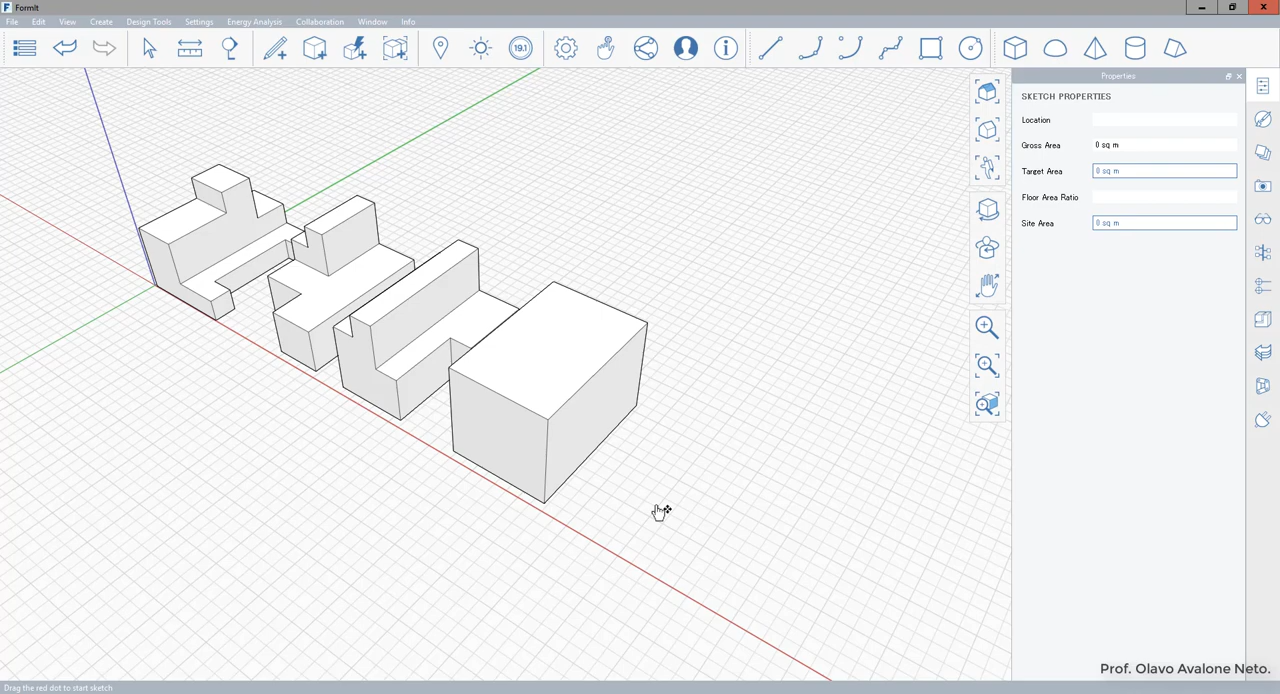 FormIt
File Edit View Create Design Tools Settings Energy Analysis Collaboration Window Info
19.1
Properties
SKETCH PROPERTIES
Location
Gross Area 0 sq m
Target Area 0 sq m
Floor Area Ratio
Site Area 0 sq m
Prof. Olavo Avalone Neto.
Drag the red dot to start sketch